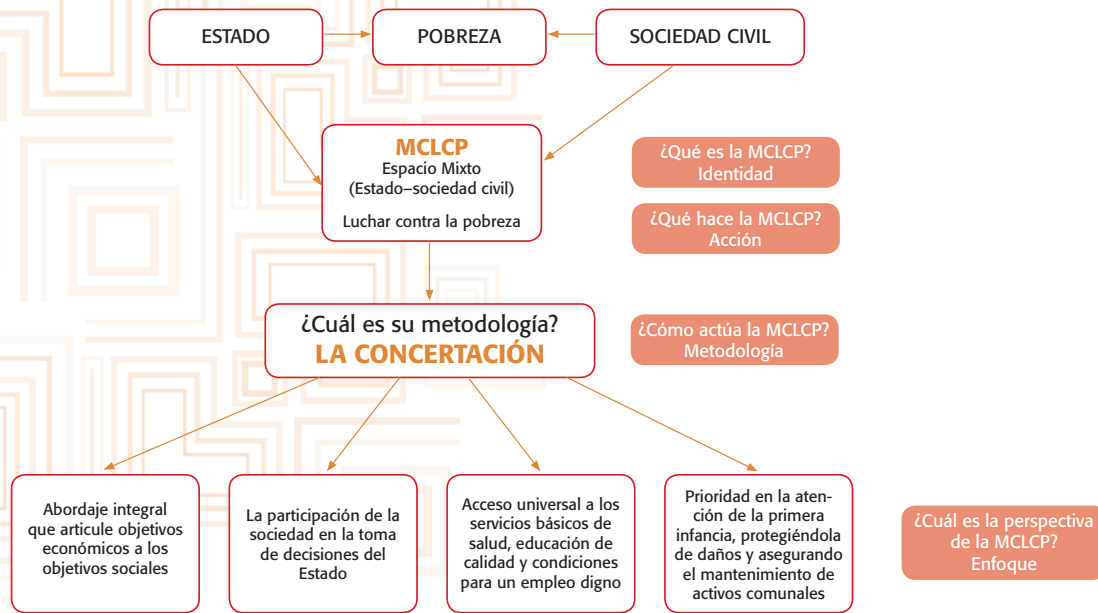 ESTADO
POBREZA
SOCIEDAD CIVIL
MCLCP
Espacio Mixto
(Estado–sociedad civil)
Luchar contra la pobreza
¿Qué es la MCLCP?
Identidad
¿Qué hace la MCLCP?
Acción
¿Cuál es su metodología?
LA CONCERTACIÓN
¿Cómo actúa la MCLCP?
Metodología
Abordaje integral
que articule objetivos
económicos a los
objetivos sociales
La participación de la
sociedad en la toma
de decisiones del
Estado
Acceso universal a los
servicios básicos de
salud, educación de
calidad y condiciones
para un empleo digno
Prioridad en la aten-
ción de la primera
infancia, protegiéndola
de daños y asegurando
el mantenimiento de
activos comunales
¿Cuál es la perspectiva
de la MCLCP?
Enfoque